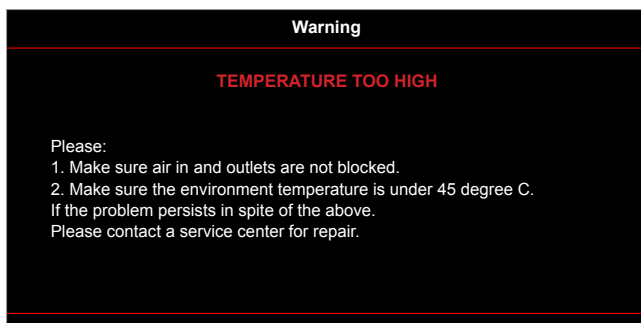 Warning
TEMPERATURE TOO HIGH
Please:
1. Make sure air in and outlets are not blocked.
2. Make sure the environment temperature is under 45 degree C.
If the problem persists in spite of the above.
Please contact a service center for repair.